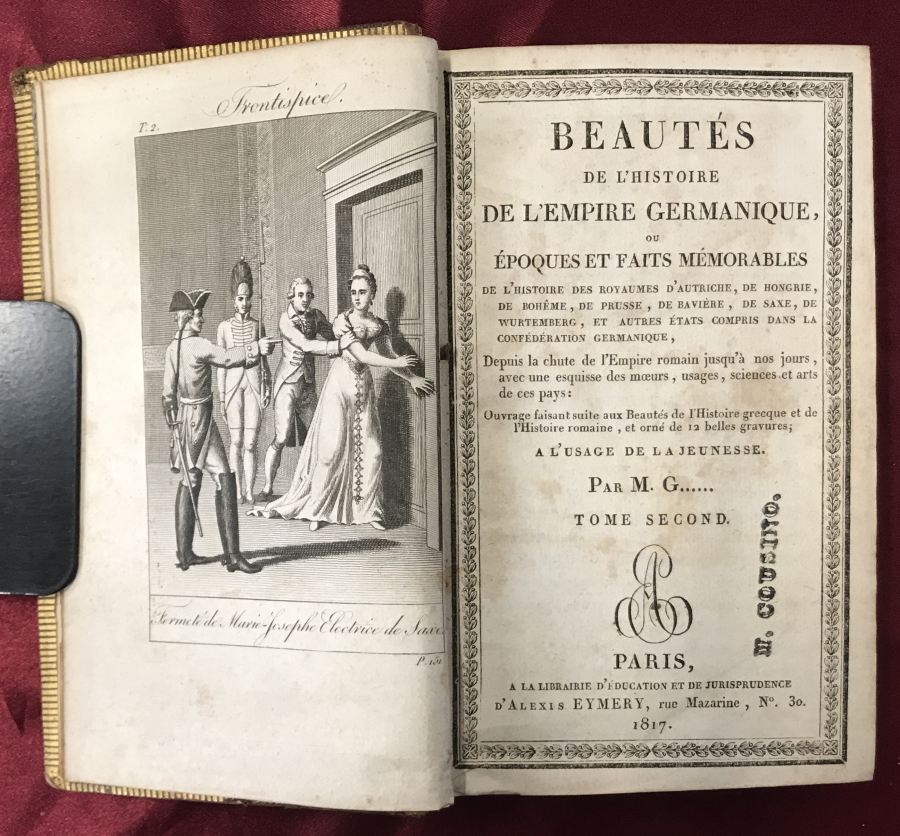 Frontispice.
T. 2.
Fermeté de Marie-Josephe Electrice de Saxe
P. 151
BEAUTÉS
DE L'HISTOIRE
DE L'EMPIRE GERMANIQUE,
OU
ÉPOQUES ET FAITS MÉMORABLES
DE L'HISTOIRE DES ROYAUMES D'AUTRICHE, DE HONGRIE,
DE BOHÊME, DE PRUSSE, DE BAVIÈRE, DE SAXE, DE
WURTEMBERG, ET AUTRES ÉTATS COMPRIS DANS LA
CONFÉDÉRATION GERMANIQUE,
Depuis la chute de l'Empire romain jusqu'à nos jours,
avec une esquisse des mœurs, usages, sciences et arts
de ces pays:
Ouvrage faisant suite aux Beautés de l'Histoire grecque et de
l'Histoire romaine, et orné de 12 belles gravures;
A L'USAGE DE LA JEUNESSE.
PAR M. G......
TOME SECOND.
M. COUSINO.
AE
PARIS,
A LA LIBRAIRIE D'ÉDUCATION ET DE JURISPRUDENCE
D'ALEXIS EYMERY, rue Mazarine, N°. 30.
1817.